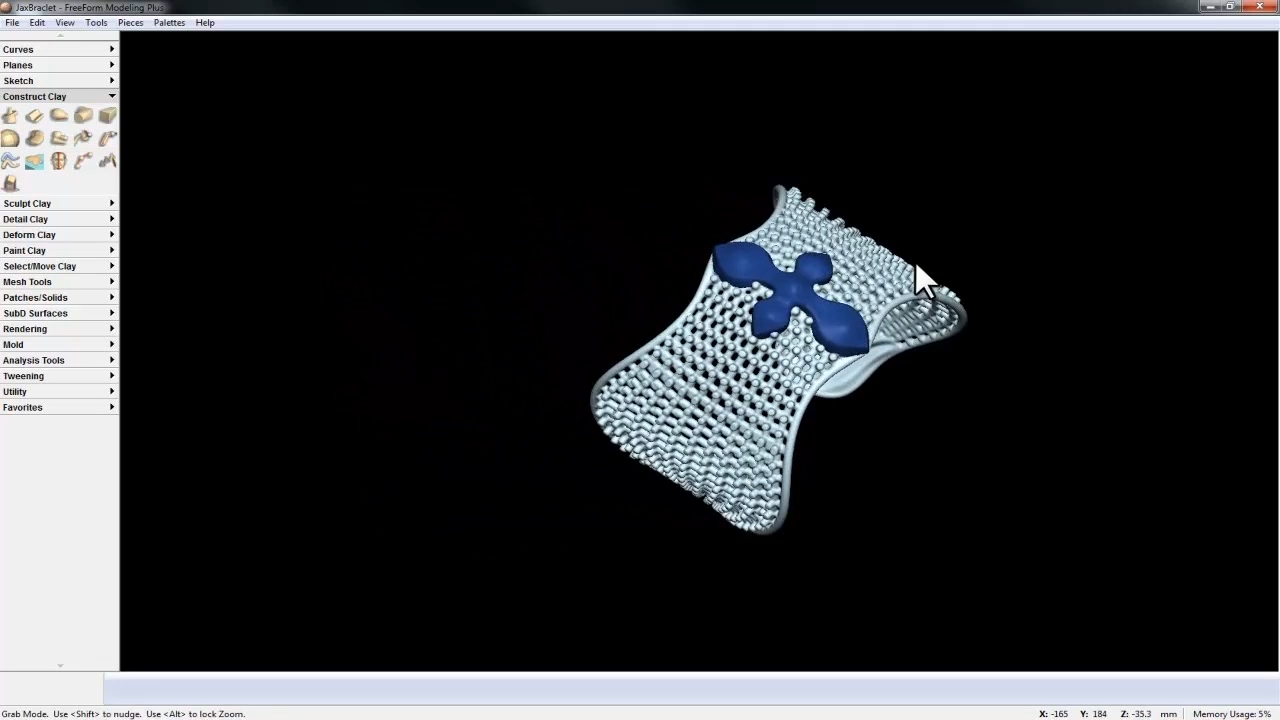 JaxBraclet - FreeForm Modeling Plus
File Edit View Tools Pieces Palettes Help
Curves
Planes
Sketch
Construct Clay
Sculpt Clay
Detail Clay
Deform Clay
Paint Clay
Select/Move Clay
Mesh Tools
Patches/Solids
SubD Surfaces
Rendering
Mold
Analysis Tools
Tweening
Utility
Favorites
Grab Mode. Use <Shift> to nudge. Use <Alt> to lock Zoom. X: -165 Y: 184 Z: -35.3 mm Memory Usage: 5%